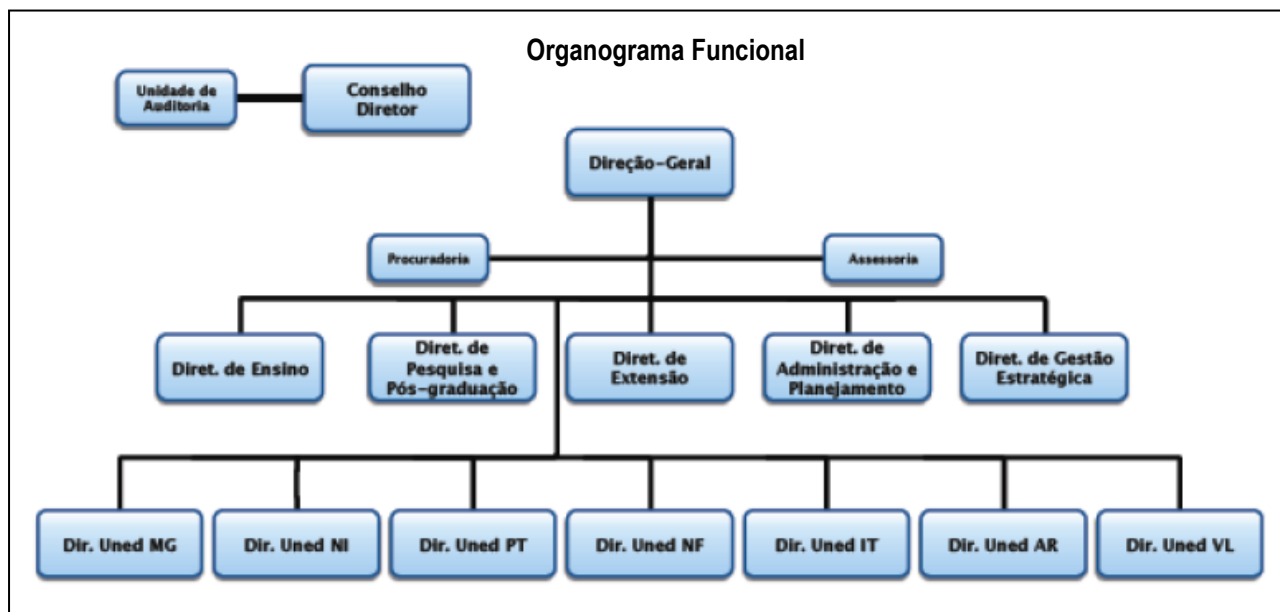 Organograma Funcional
Unidade de
Auditoria
Conselho
Diretor
Direção-Geral
Procuradoria
Assessoria
Diret. de Ensino
Diret. de
Pesquisa e
Pós-graduação
Diret. de
Extensão
Diret. de
Administração e
Planejamento
Diret. de Gestão
Estratégica
Dir. Uned MG
Dir. Uned NI
Dir. Uned PT
Dir. Uned NF
Dir. Uned IT
Dir. Uned AR
Dir. Uned VL